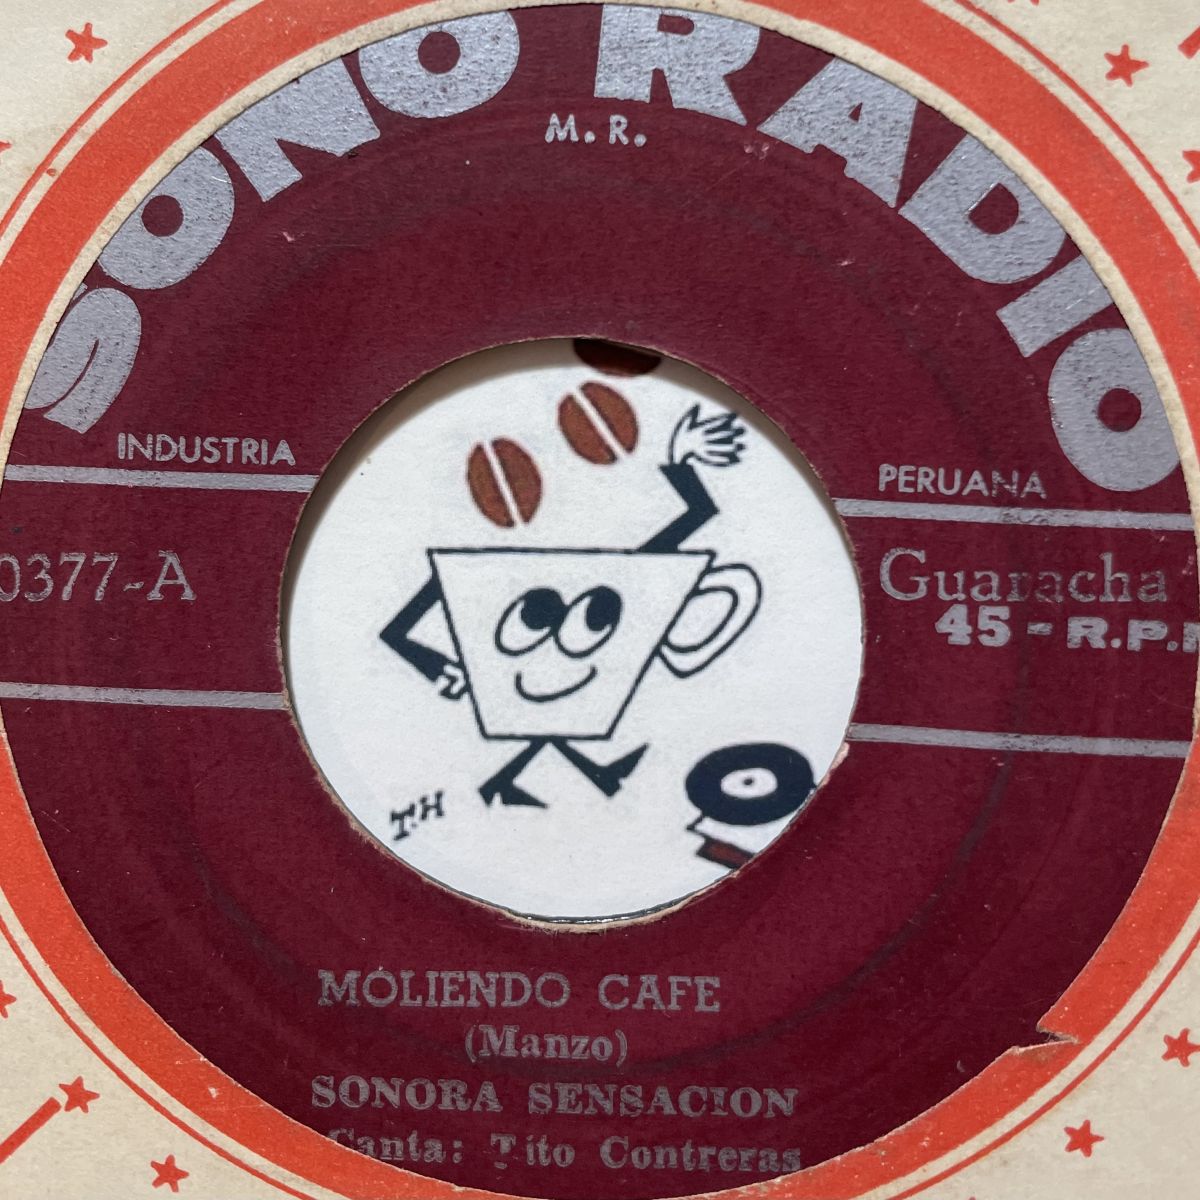 SONO RADIO
M. R.
INDUSTRIA
PERUANA
0377-A
Guaracha
45 - R.P.
T.H
MOLIENDO CAFE
(Manzo)
SONORA SENSACION
Canta: Tito Contreras